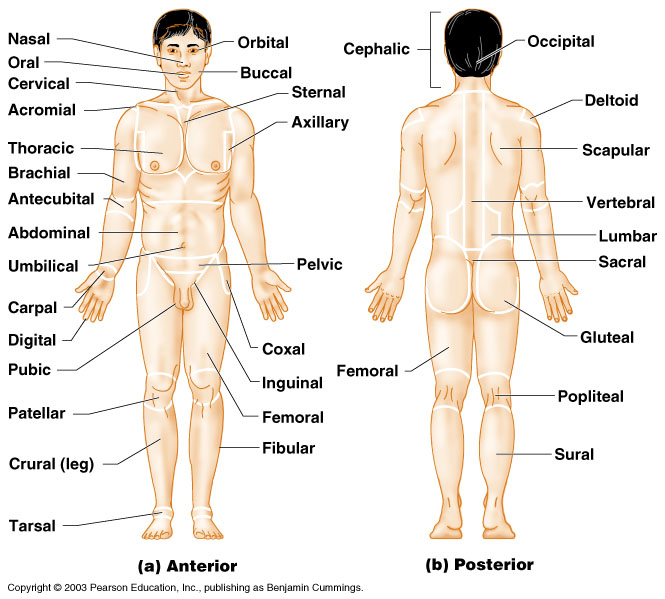 Nasal
Oral
Cervical
Acromial
Thoracic
Brachial
Antecubital
Abdominal
Umbilical
Carpal
Digital
Pubic
Patellar
Crural (leg)
Tarsal
Orbital
Buccal
Sternal
Axillary
Pelvic
Coxal
Inguinal
Femoral
Fibular
(a) Anterior
Cephalic
Femoral
Occipital
Deltoid
Scapular
Vertebral
Lumbar
Sacral
Gluteal
Popliteal
Sural
(b) Posterior
Copyright © 2003 Pearson Education, Inc., publishing as Benjamin Cummings.